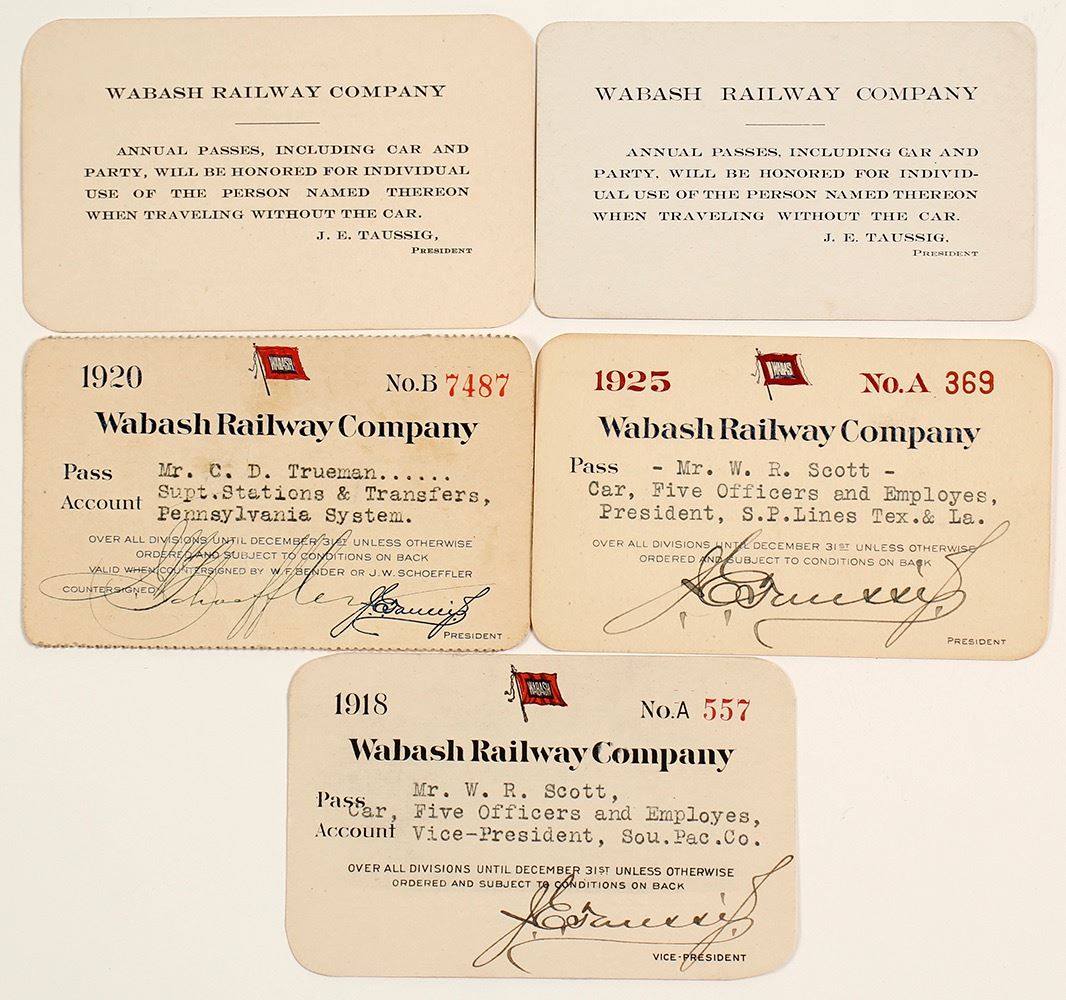 WABASH RAILWAY COMPANY
ANNUAL PASSES, INCLUDING CAR AND
PARTY, WILL BE HONORED FOR INDIVIDUAL
USE OF THE PERSON NAMED THEREON
WHEN TRAVELING WITHOUT THE CAR.
J. E. TAUSSIG,
PRESIDENT
WABASH RAILWAY COMPANY
ANNUAL PASSES, INCLUDING CAR AND
PARTY, WILL BE HONORED FOR INDIVID-
UAL USE OF THE PERSON NAMED THEREON
WHEN TRAVELING WITHOUT THE CAR.
J. E. TAUSSIG,
PRESIDENT
1920 WABASH No.B 7487
Wabash Railway Company
Pass Mr. C. D. Trueman......
Account Supt.Stations & Transfers,
Pennsylvania System.
OVER ALL DIVISIONS UNTIL DECEMBER 31ST UNLESS OTHERWISE
ORDERED AND SUBJECT TO CONDITIONS ON BACK
VALID WHEN COUNTERSIGNED BY W.F.BENDER OR J.W.SCHOEFFLER
COUNTERSIGNED J.W.Schoeffler J.E.Taussig
PRESIDENT
1925 WABASH No.A 369
Wabash Railway Company
Pass - Mr. W. R. Scott -
Car, Five Officers and Employes,
President, S.P.Lines Tex.& La.
OVER ALL DIVISIONS UNTIL DECEMBER 31ST UNLESS OTHERWISE
ORDERED AND SUBJECT TO CONDITIONS ON BACK
J.E.Taussig
PRESIDENT
1918 WABASH No.A 557
Wabash Railway Company
Mr. W. R. Scott,
Pass Car, Five Officers and Employes,
Account Vice-President, Sou.Pac.Co.
OVER ALL DIVISIONS UNTIL DECEMBER 31ST UNLESS OTHERWISE
ORDERED AND SUBJECT TO CONDITIONS ON BACK
J.E.Taussig
VICE-PRESIDENT